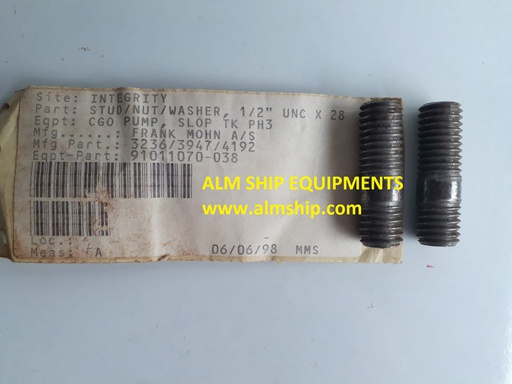 Site: INTEGRITY
Part: STUD/NUT/WASHER, 1/2" UNC X 28
Eqpt: CGO PUMP, SLOP TK PH3
Mfg......: FRANK MOHN A/S
Mfg Part.: 3236/3947/4192
Eqpt-Part: 91011070-038
ALM SHIP EQUIPMENTS
www.almship.com
Loc.:
Meas: EA
06/06/98 MMS